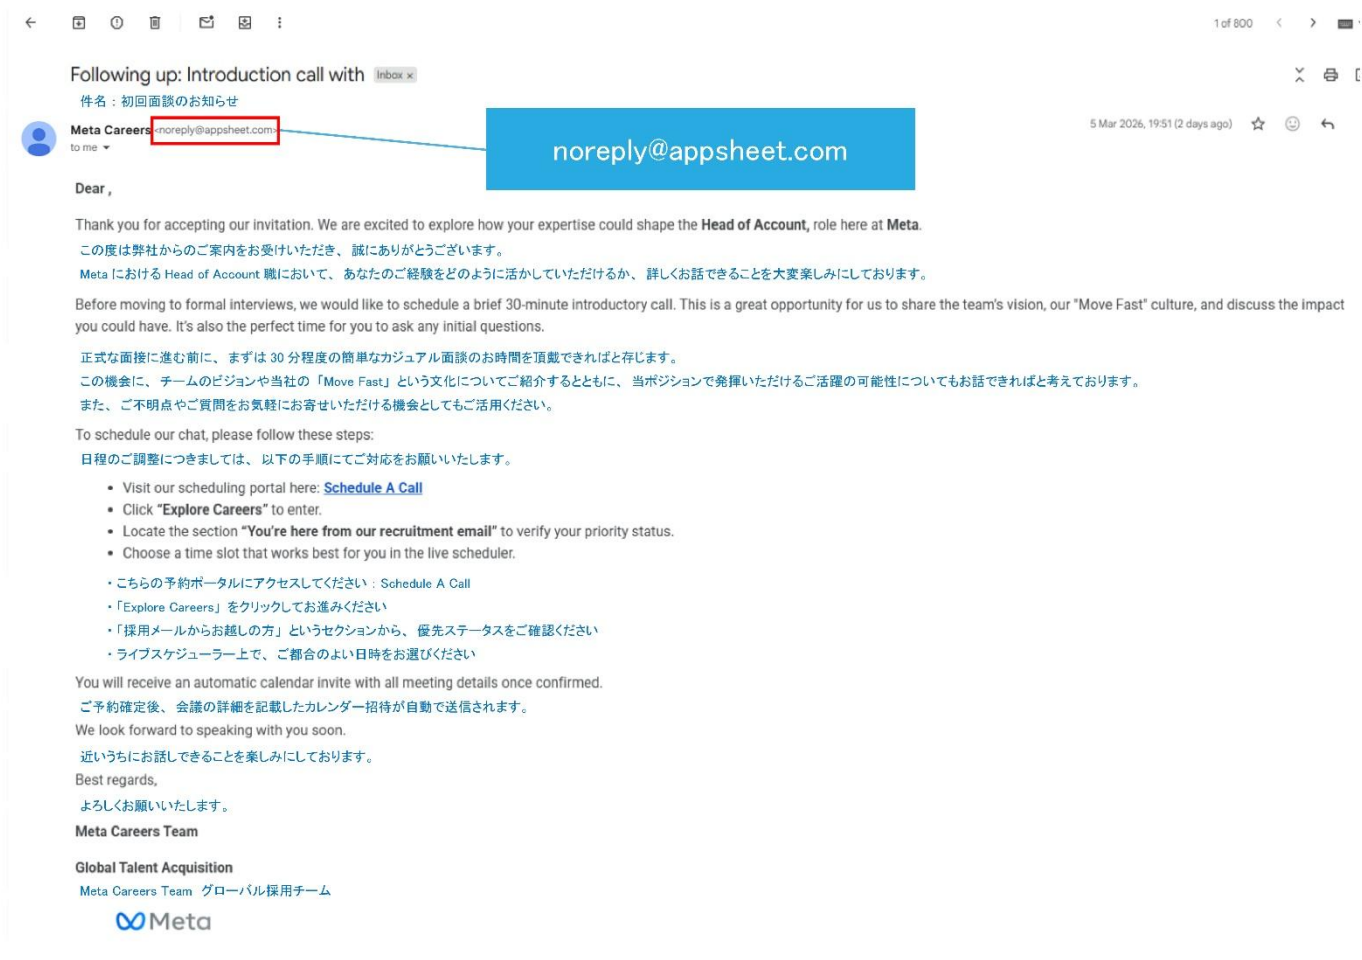 1 of 800
Following up: Introduction call with Inbox ×
件名：初回面談のお知らせ
Meta Careers <noreply@appsheet.com>
noreply@appsheet.com
5 Mar 2026, 19:51 (2 days ago)
to me
Dear ,
Thank you for accepting our invitation. We are excited to explore how your expertise could shape the Head of Account, role here at Meta.
この度は弊社からのご案内をお受けいただき、誠にありがとうございます。
Meta における Head of Account 職において、あなたのご経験をどのように活かしていただけるか、詳しくお話できることを大変楽しみにしております。
Before moving to formal interviews, we would like to schedule a brief 30-minute introductory call. This is a great opportunity for us to share the team's vision, our "Move Fast" culture, and discuss the impact
you could have. It's also the perfect time for you to ask any initial questions.
正式な面接に進む前に、まずは 30 分程度の簡単なカジュアル面談のお時間を頂戴できればと存じます。
この機会に、チームのビジョンや当社の「Move Fast」という文化についてご紹介するとともに、当ポジションで発揮いただけるご活躍の可能性についてもお話できればと考えております。
また、ご不明点やご質問をお気軽にお寄せいただける機会としてもご活用ください。
To schedule our chat, please follow these steps:
日程のご調整につきましては、以下の手順にてご対応をお願いいたします。
• Visit our scheduling portal here: Schedule A Call
• Click “Explore Careers” to enter.
• Locate the section “You're here from our recruitment email” to verify your priority status.
• Choose a time slot that works best for you in the live scheduler.
・こちらの予約ポータルにアクセスしてください：Schedule A Call
・「Explore Careers」をクリックしてお進みください
・「採用メールからお越しの方」というセクションから、優先ステータスをご確認ください
・ライブスケジューラー上で、ご都合のよい日時をお選びください
You will receive an automatic calendar invite with all meeting details once confirmed.
ご予約確定後、会議の詳細を記載したカレンダー招待が自動で送信されます。
We look forward to speaking with you soon.
近いうちにお話しできることを楽しみにしております。
Best regards,
よろしくお願いいたします。
Meta Careers Team
Global Talent Acquisition
Meta Careers Team グローバル採用チーム
Meta